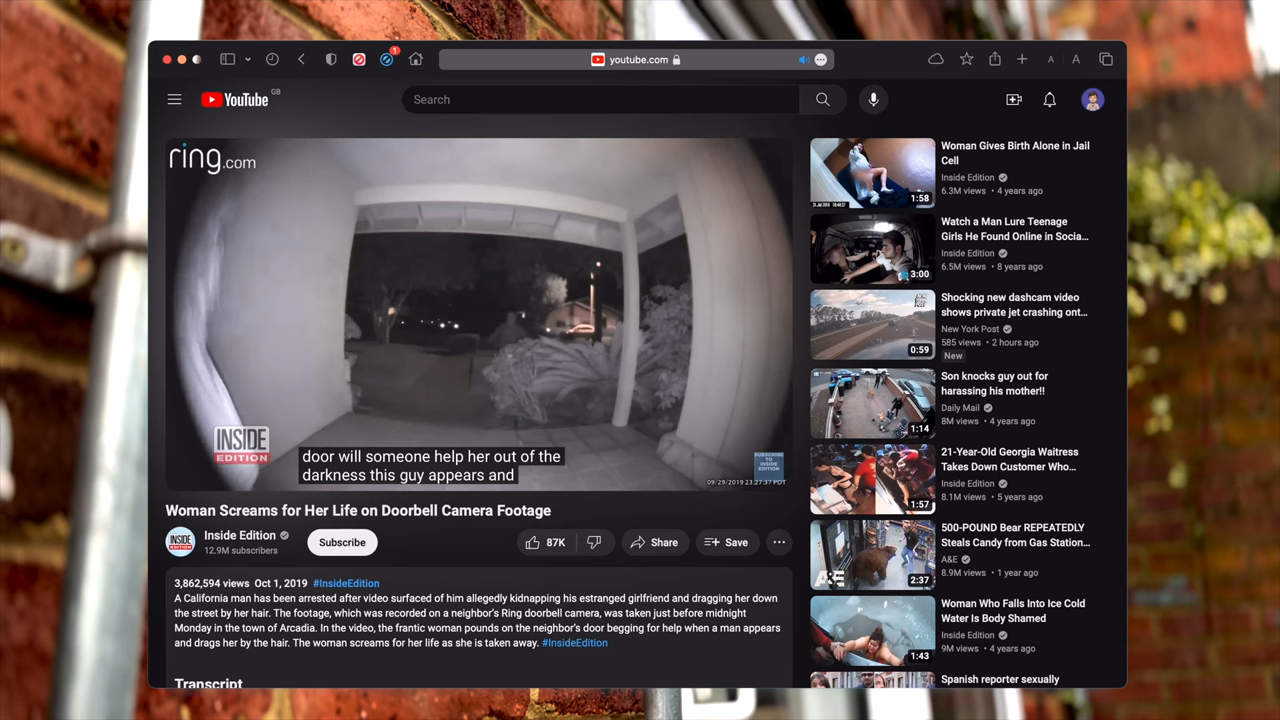 1
youtube.com
YouTube GB
Search
ring.com
INSIDE
EDITION
door will someone help her out of the
darkness this guy appears and
SUBSCRIBE
TO
INSIDE
EDITION
09/29/2019 23:27:37 PDT
Woman Screams for Her Life on Doorbell Camera Footage
INSIDE
EDITION
Inside Edition
12.9M subscribers
Subscribe
87K
Share
Save
3,862,594 views Oct 1, 2019 #InsideEdition
A California man has been arrested after video surfaced of him allegedly kidnapping his estranged girlfriend and dragging her down
the street by her hair. The footage, which was recorded on a neighbor's Ring doorbell camera, was taken just before midnight
Monday in the town of Arcadia. In the video, the frantic woman pounds on the neighbor's door begging for help when a man appears
and drags her by the hair. The woman screams for her life as she is taken away. #InsideEdition
Transcript
1:58
Woman Gives Birth Alone in Jail
Cell
Inside Edition
6.3M views • 4 years ago
3:00
Watch a Man Lure Teenage
Girls He Found Online in Socia...
Inside Edition
6.5M views • 8 years ago
0:59
Shocking new dashcam video
shows private jet crashing ont...
New York Post
585 views • 2 hours ago
New
1:14
Son knocks guy out for
harassing his mother!!
Daily Mail
8M views • 4 years ago
1:57
21-Year-Old Georgia Waitress
Takes Down Customer Who...
Inside Edition
8.1M views • 5 years ago
A&E
2:37
500-POUND Bear REPEATEDLY
Steals Candy from Gas Station...
A&E
8.9M views • 1 year ago
1:43
Woman Who Falls Into Ice Cold
Water Is Body Shamed
Inside Edition
9M views • 4 years ago
Spanish reporter sexually
A
A